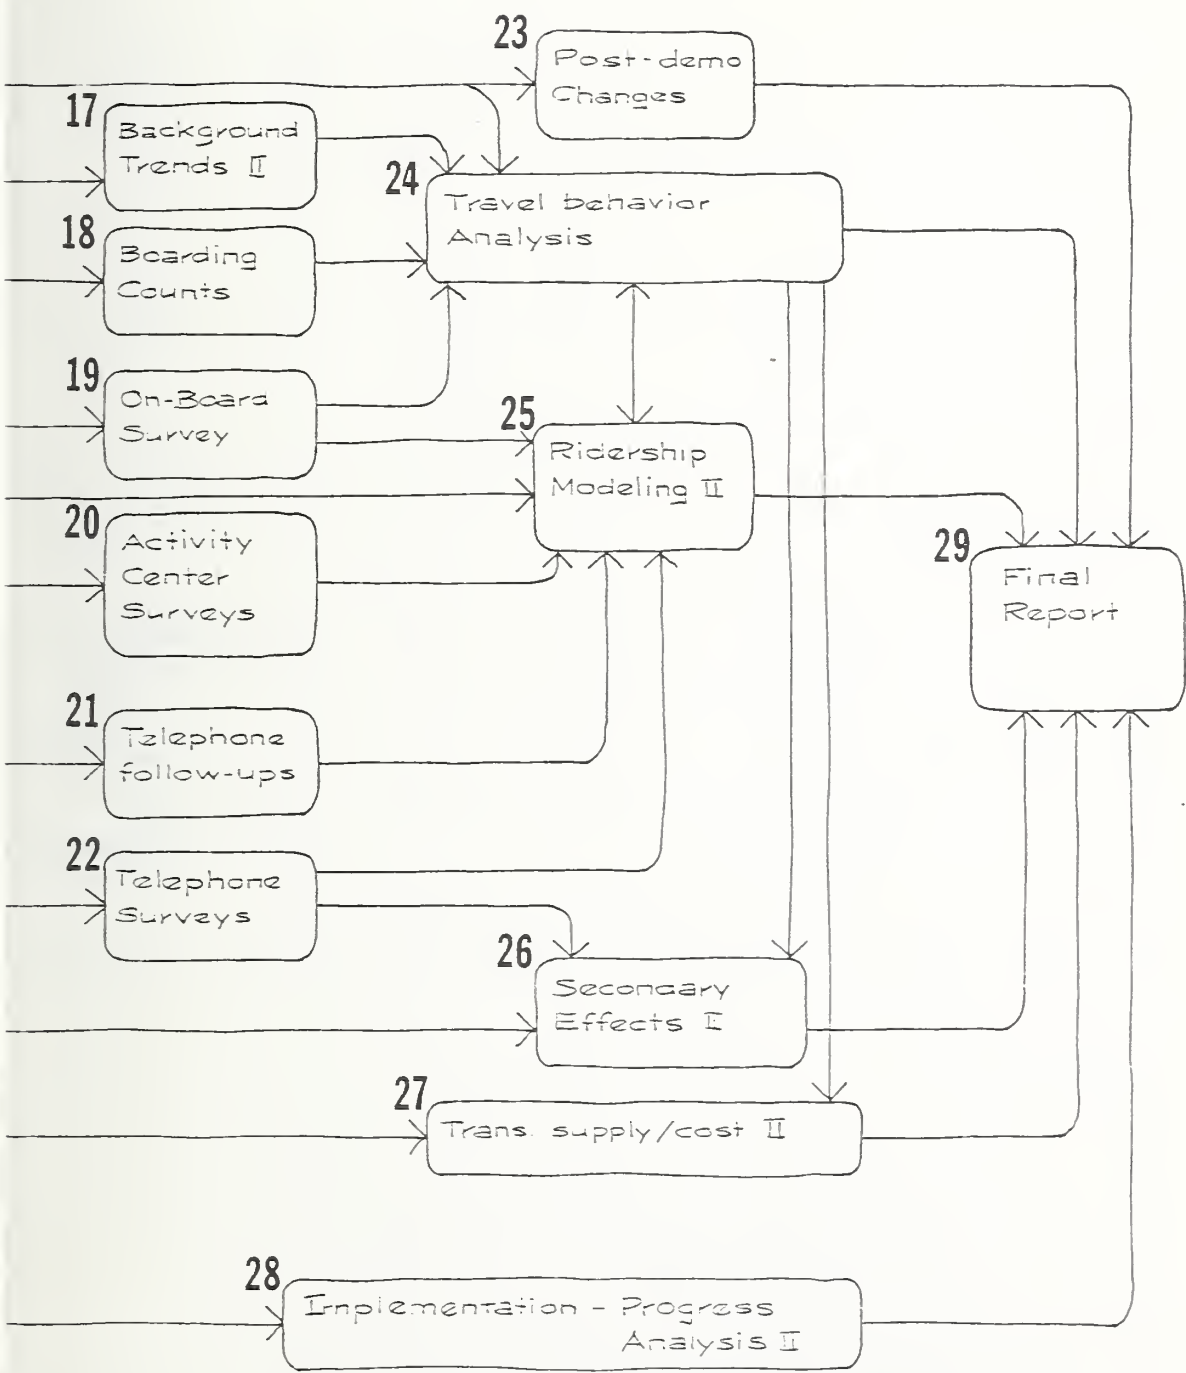 23
Post-demo
Changes
17
Background
Trends II
24
Travel behavior
Analysis
18
Boarding
Counts
19
On-Board
Survey
25
Ridership
Modeling II
20
Activity
Center
Surveys
29
Final
Report
21
Telephone
follow-ups
22
Telephone
Surveys
26
Secondary
Effects II
27
Trans. supply/cost II
28
Implementation - Progress
Analysis II